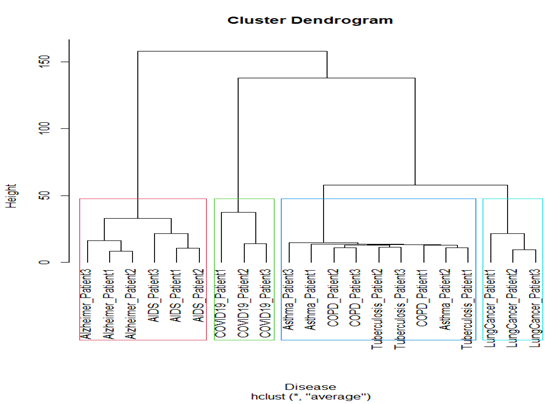 Cluster Dendrogram
Height
150
100
50
0
Alzheimer_Patient3
Alzheimer_Patient1
Alzheimer_Patient2
AIDS_Patient3
AIDS_Patient1
AIDS_Patient2
COVID19_Patient1
COVID19_Patient2
COVID19_Patient3
Asthma_Patient3
Asthma_Patient1
COPD_Patient2
COPD_Patient3
Tuberculosis_Patient2
Tuberculosis_Patient3
COPD_Patient1
Asthma_Patient2
Tuberculosis_Patient1
LungCancer_Patient1
LungCancer_Patient2
LungCancer_Patient3
Disease
hclust (*, "average")